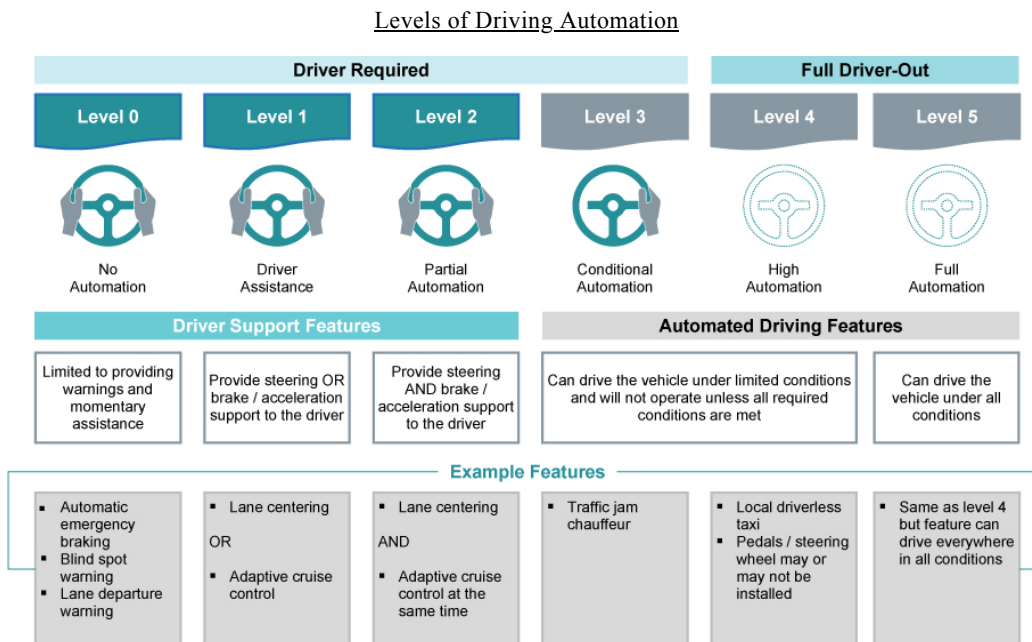 Levels of Driving Automation
Driver Required
Full Driver-Out
Level 0
Level 1
Level 2
Level 3
Level 4
Level 5
No
Automation
Driver
Assistance
Partial
Automation
Conditional
Automation
High
Automation
Full
Automation
Driver Support Features
Automated Driving Features
Limited to providing
warnings and
momentary
assistance
Provide steering OR
brake / acceleration
support to the driver
Provide steering
AND brake /
acceleration support
to the driver
Can drive the vehicle under limited conditions
and will not operate unless all required
conditions are met
Can drive the
vehicle under all
conditions
Example Features
▪ Automatic
emergency
braking
▪ Blind spot
warning
▪ Lane departure
warning
▪ Lane centering
OR
▪ Adaptive cruise
control
▪ Lane centering
AND
▪ Adaptive cruise
control at the
same time
▪ Traffic jam
chauffeur
▪ Local driverless
taxi
▪ Pedals / steering
wheel may or
may not be
installed
▪ Same as level 4
but feature can
drive everywhere
in all conditions